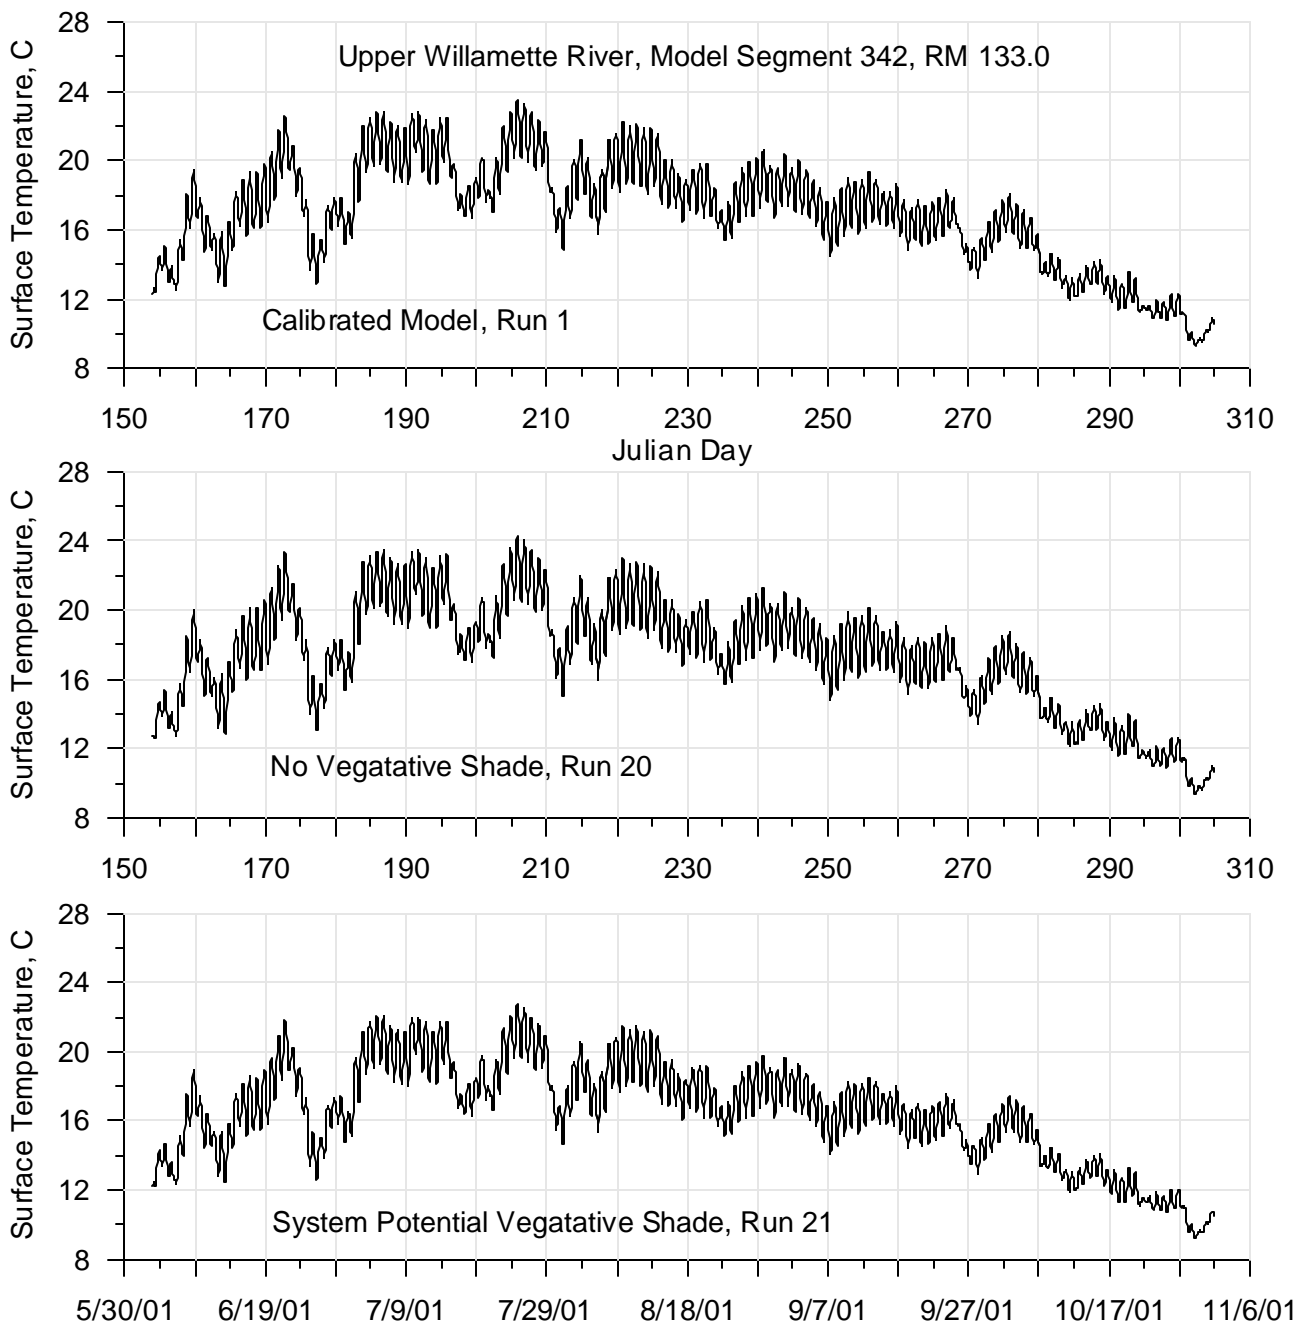 28
24
20
16
12
8
Surface Temperature, C
Upper Willamette River, Model Segment 342, RM 133.0
Calibrated Model, Run 1
150 170 190 210 230 250 270 290 310
Julian Day
28
24
20
16
12
8
Surface Temperature, C
No Vegatative Shade, Run 20
150 170 190 210 230 250 270 290 310
28
24
20
16
12
8
Surface Temperature, C
System Potential Vegatative Shade, Run 21
5/30/01 6/19/01 7/9/01 7/29/01 8/18/01 9/7/01 9/27/01 10/17/01 11/6/01